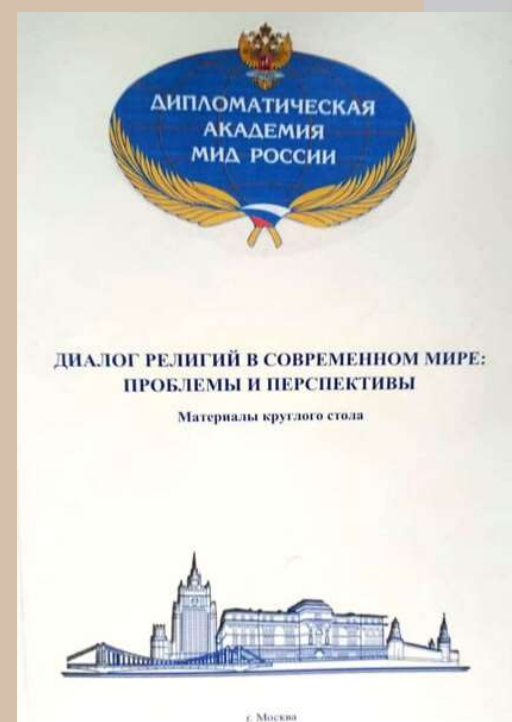 ДИПЛОМАТИЧЕСКАЯ
АКАДЕМИЯ
МИД РОССИИ
ДИАЛОГ РЕЛИГИЙ В СОВРЕМЕННОМ МИРЕ:
ПРОБЛЕМЫ И ПЕРСПЕКТИВЫ
Материалы круглого стола
г. Москва